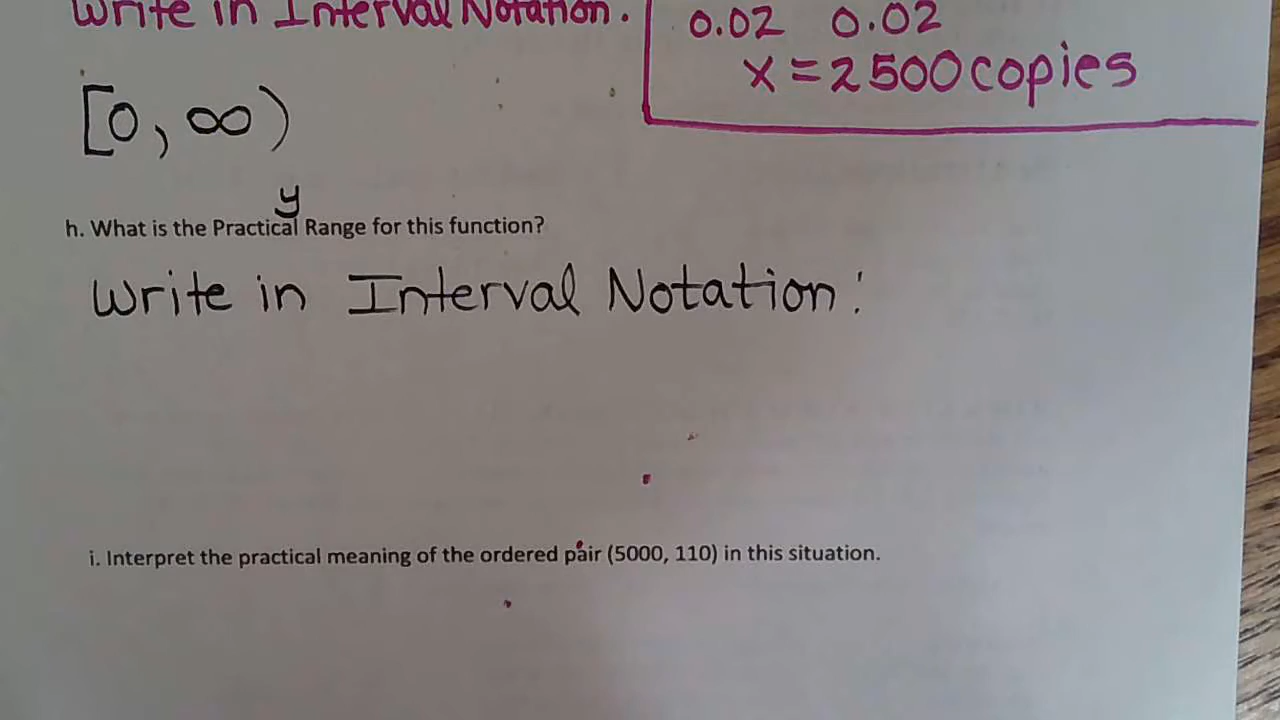 Write in Interval Notation.
0.02 0.02
x = 2500 copies
[0, ∞)
y
h. What is the Practical Range for this function?
Write in Interval Notation:
i. Interpret the practical meaning of the ordered pair (5000, 110) in this situation.